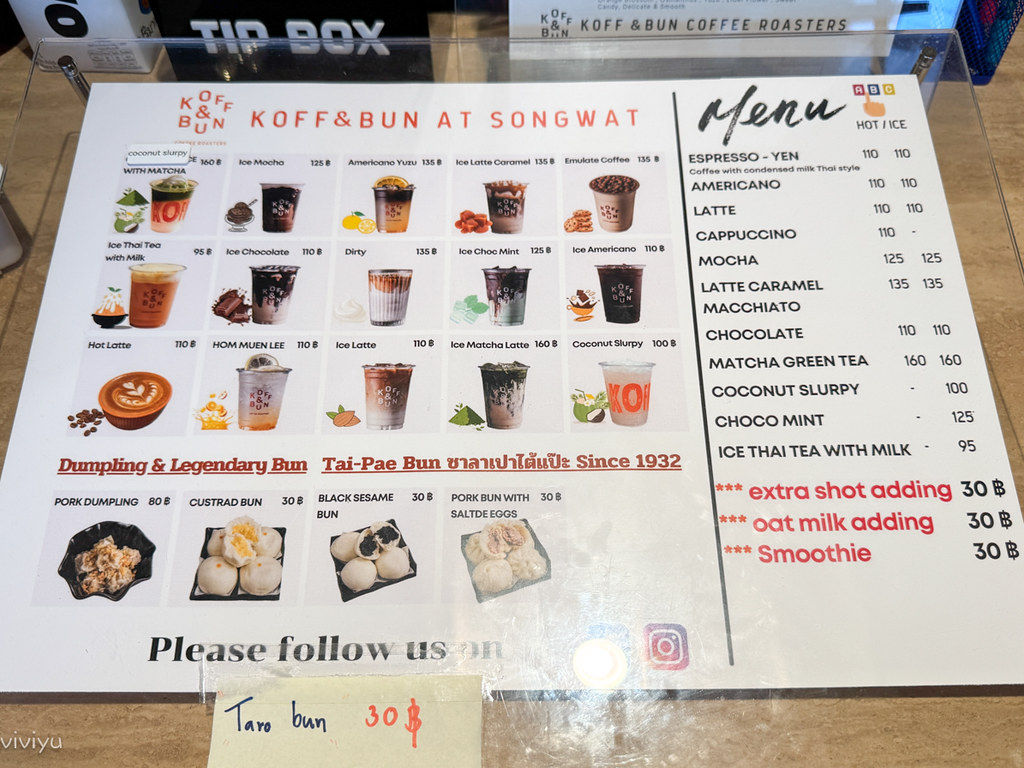 TIP BOX
Candy, Delicate & Smooth
KOFF & BUN
KOFF & BUN COFFEE ROASTERS
KOFF & BUN
COFFEE ROASTERS
KOFF&BUN AT SONGWAT
coconut slurpy
160 ฿
WITH MATCHA
Ice Mocha 125 ฿
Americano Yuzu 135 ฿
Ice Latte Caramel 135 ฿
Emulate Coffee 135 ฿
Ice Thai Tea 95 ฿
with Milk
Ice Chocolate 110 ฿
Dirty 135 ฿
Ice Choc Mint 125 ฿
Ice Americano 110 ฿
Hot Latte 110 ฿
HOM MUEN LEE 110 ฿
Ice Latte 110 ฿
Ice Matcha Latte 160 ฿
Coconut Slurpy 100 ฿
Dumpling & Legendary Bun Tai-Pae Bun ซาลาเปาไต้แป๊ะ Since 1932
PORK DUMPLING 80 ฿
CUSTRAD BUN 30 ฿
BLACK SESAME 30 ฿
BUN
PORK BUN WITH 30 ฿
SALTDE EGGS
Please follow us on
Menu
A B C
HOT / ICE
ESPRESSO - YEN 110 110
Coffee with condensed milk Thai style
AMERICANO 110 110
LATTE 110 110
CAPPUCCINO 110 -
MOCHA 125 125
LATTE CARAMEL 135 135
MACCHIATO
CHOCOLATE 110 110
MATCHA GREEN TEA 160 160
COCONUT SLURPY - 100
CHOCO MINT - 125
ICE THAI TEA WITH MILK - 95
*** extra shot adding 30 ฿
*** oat milk adding 30 ฿
*** Smoothie 30 ฿
Taro bun 30 ฿
viviyu